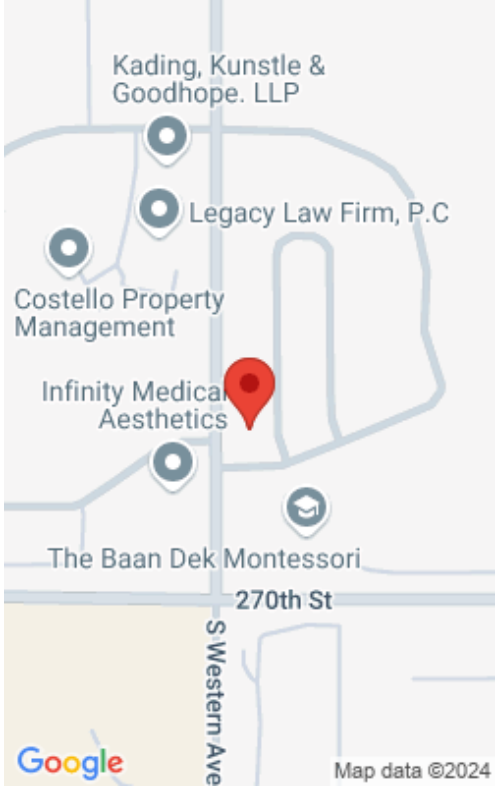 Kading, Kunstle &
Goodhope. LLP
Legacy Law Firm, P.C
Costello Property
Management
Infinity Medical
Aesthetics
The Baan Dek Montessori
270th St
S Western Ave
Google
Map data ©2024